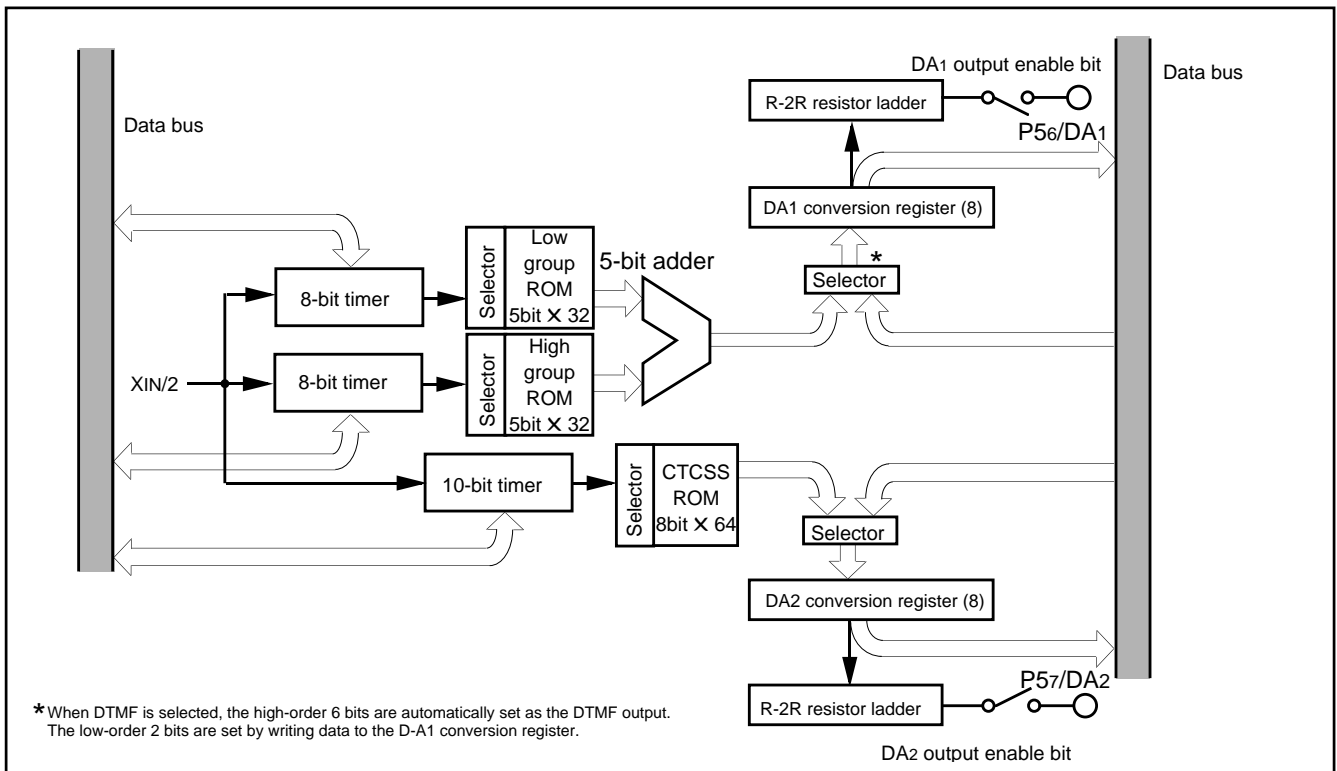 DA1 output enable bit
Data bus
R-2R resistor ladder
P56/DA1
Data bus
DA1 conversion register (8)
*
Selector
Selector
Low
group
ROM
5bit X 32
5-bit adder
8-bit timer
XIN/2
8-bit timer
Selector
High
group
ROM
5bit X 32
10-bit timer
Selector
CTCSS
ROM
8bit X 64
Selector
DA2 conversion register (8)
P57/DA2
R-2R resistor ladder
DA2 output enable bit
* When DTMF is selected, the high-order 6 bits are automatically set as the DTMF output.
The low-order 2 bits are set by writing data to the D-A1 conversion register.